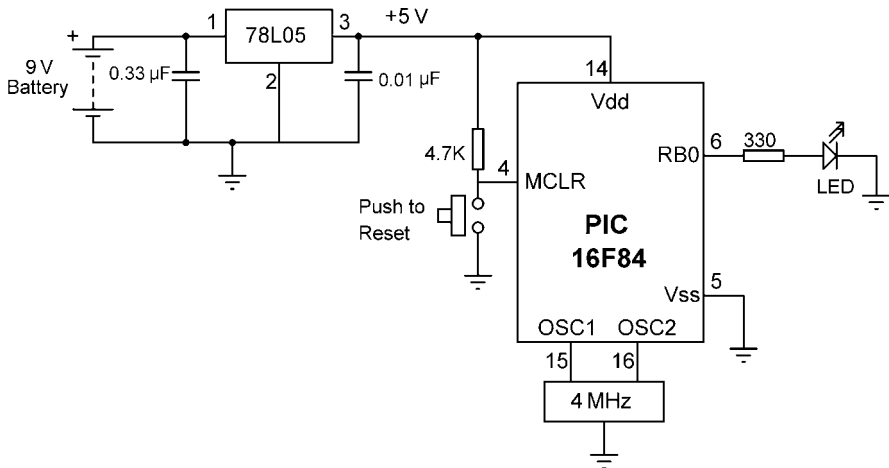 1
78L05
3
+5 V
+
9 V
Battery
0.33 µF
2
0.01 µF
14
Vdd
4.7K
4
MCLR
RB0
6
330
LED
Push to
Reset
PIC
16F84
Vss
5
OSC1
OSC2
15
16
4 MHz